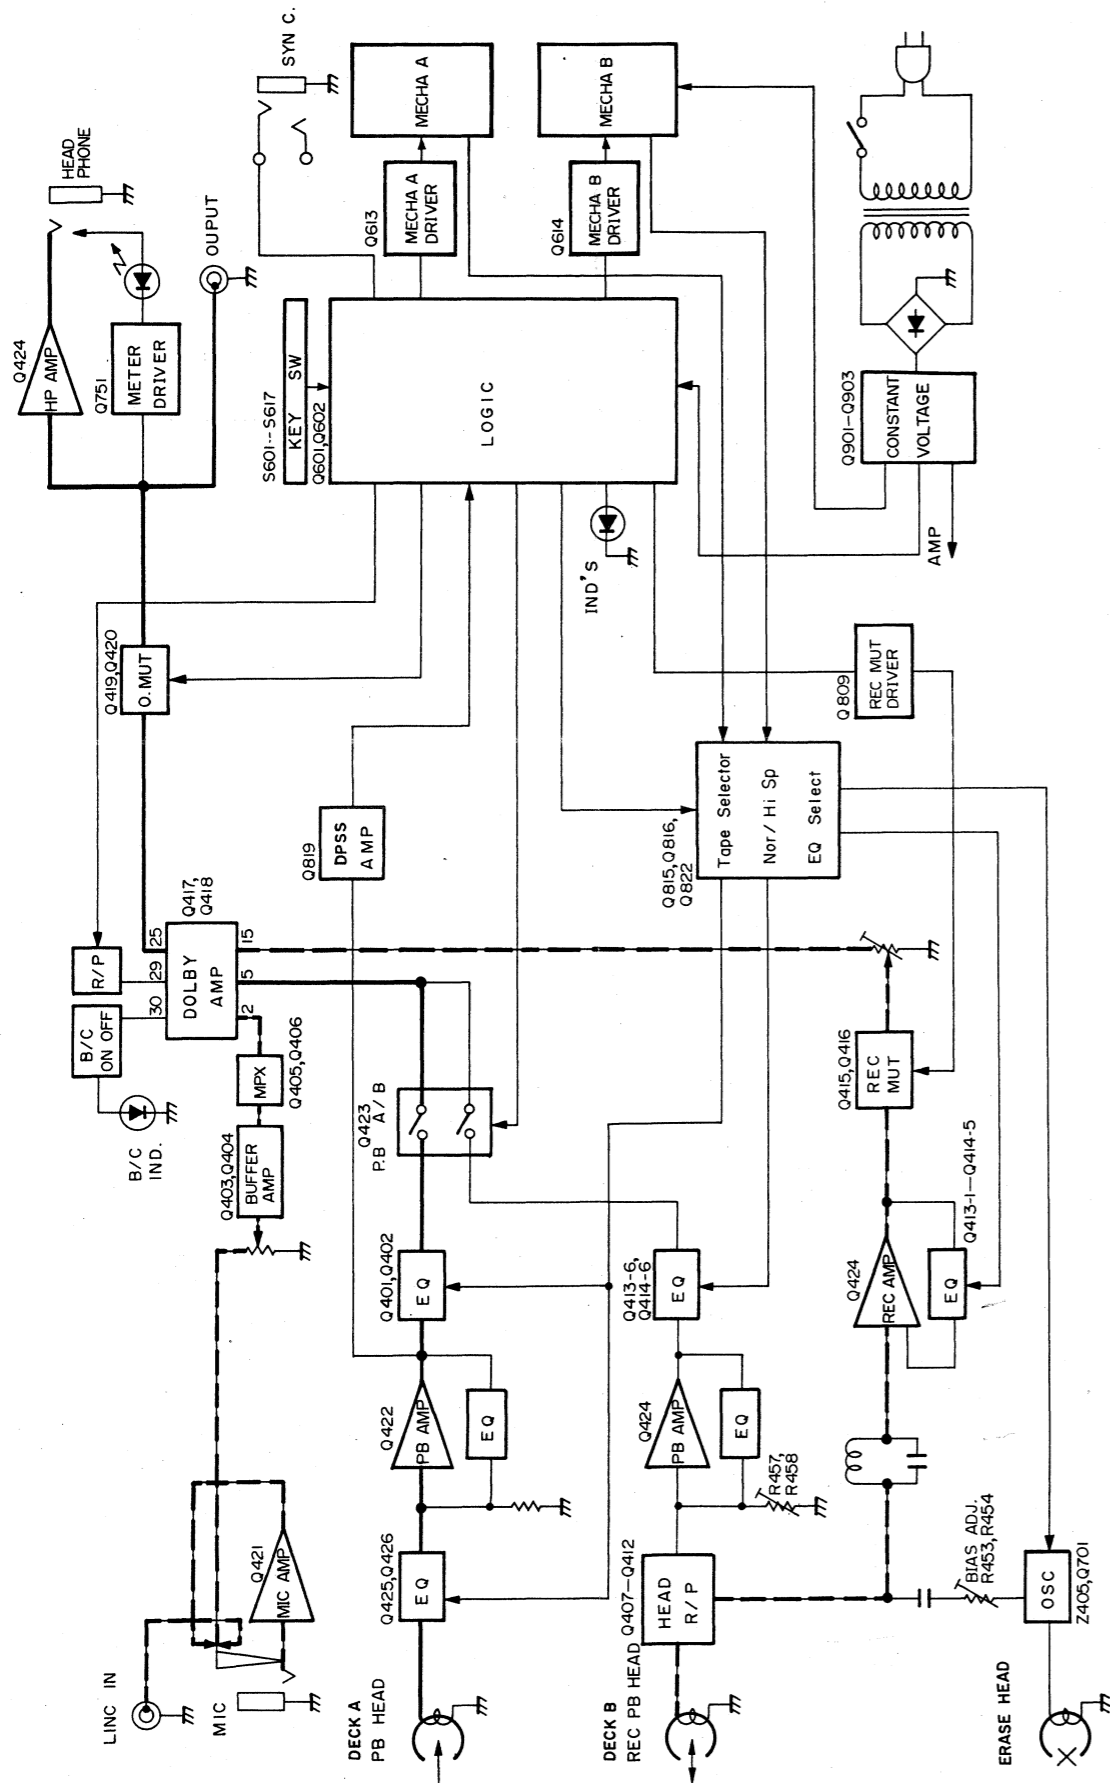 LINC IN
MIC
Q421
MIC AMP
B/C
IND.
B/C
ON OFF
R/P
30
29
25
DOLBY
AMP
Q417,
Q418
2
5
15
MPX
Q405,Q406
Q403,Q404
BUFFER
AMP
Q419,Q420
O.MUT
Q424
HP AMP
Q751
METER
DRIVER
HEAD
PHONE
OUPUT
SYN C.
DECK A
PB HEAD
Q425,Q426
EQ
Q422
PB AMP
EQ
Q401,Q402
EQ
Q423
P.B A/B
Q819
DPSS
AMP
S601--S617
KEY SW
Q601,Q602
LOGIC
Q613
MECHA A
DRIVER
MECHA A
Q614
MECHA B
DRIVER
MECHA B
IND'S
DECK B
REC PB HEAD
Q407-Q412
HEAD
R/P
Q424
PB AMP
EQ
R457,
R458
Q413-6,
Q414-6
EQ
Q815,Q816,
Q822
Tape Selector
Nor/Hi Sp
EQ Select
Q809
REC MUT
DRIVER
Q901-Q903
CONSTANT
VOLTAGE
AMP
Q424
REC AMP
EQ
Q413-1-Q414-5
Q415,Q416
REC
MUT
BIAS ADJ.
R453,R454
ERASE HEAD
OSC
Z405,Q701